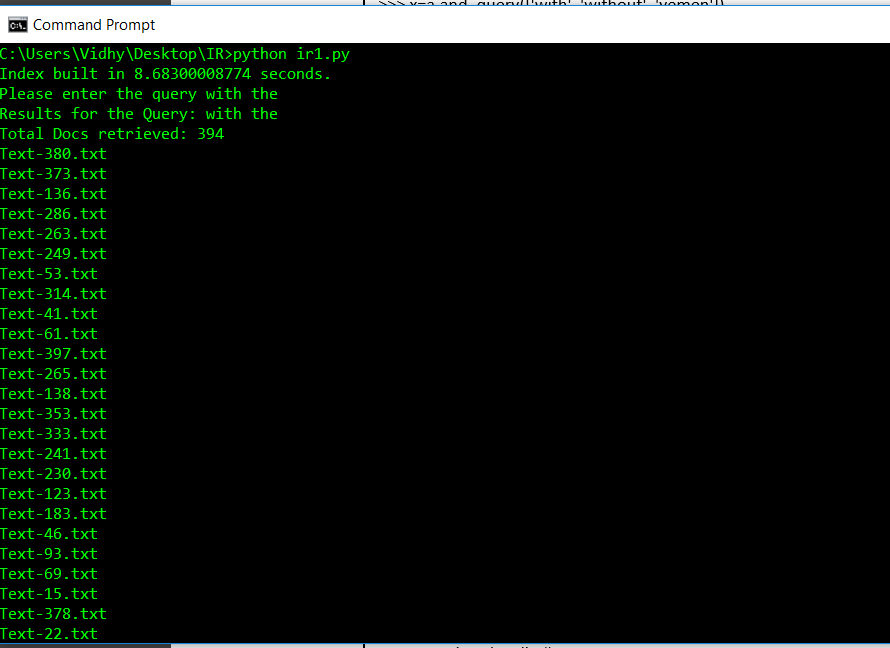 >>> x=a.and_query(['with', 'without', 'yemen'])
Command Prompt
C:\Users\Vidhy\Desktop\IR>python ir1.py
Index built in 8.68300008774 seconds.
Please enter the query with the
Results for the Query: with the
Total Docs retrieved: 394
Text-380.txt
Text-373.txt
Text-136.txt
Text-286.txt
Text-263.txt
Text-249.txt
Text-53.txt
Text-314.txt
Text-41.txt
Text-61.txt
Text-397.txt
Text-265.txt
Text-138.txt
Text-353.txt
Text-333.txt
Text-241.txt
Text-230.txt
Text-123.txt
Text-183.txt
Text-46.txt
Text-93.txt
Text-69.txt
Text-15.txt
Text-378.txt
Text-22.txt